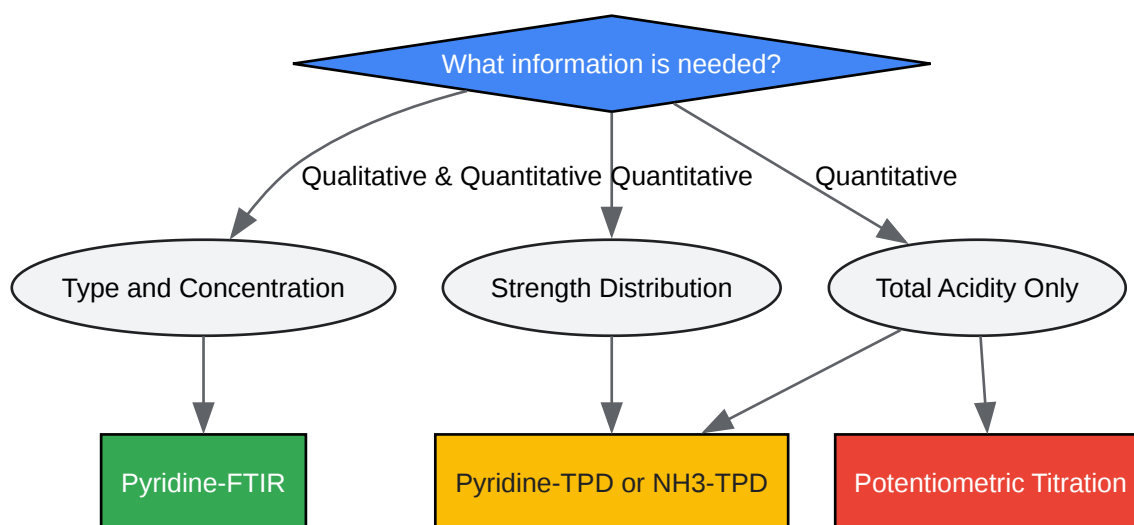 What information is needed?
Qualitative & Quantitative
Quantitative
Quantitative
Type and Concentration
Strength Distribution
Total Acidity Only
Pyridine-FTIR
Pyridine-TPD or NH3-TPD
Potentiometric Titration